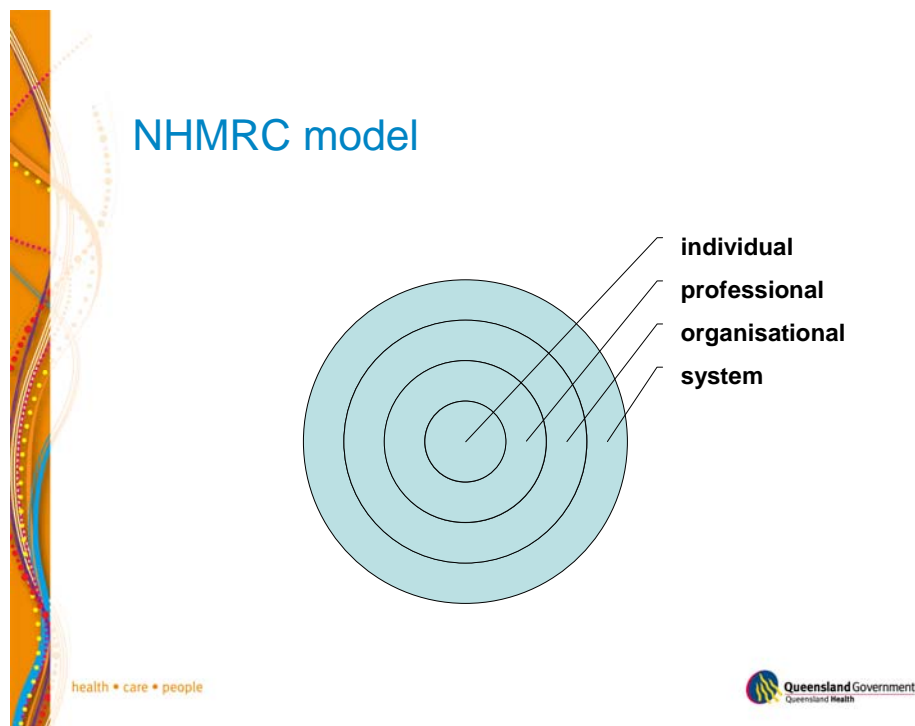 NHMRC model
individual
professional
organisational
system
health • care • people
Queensland Government
Queensland Health